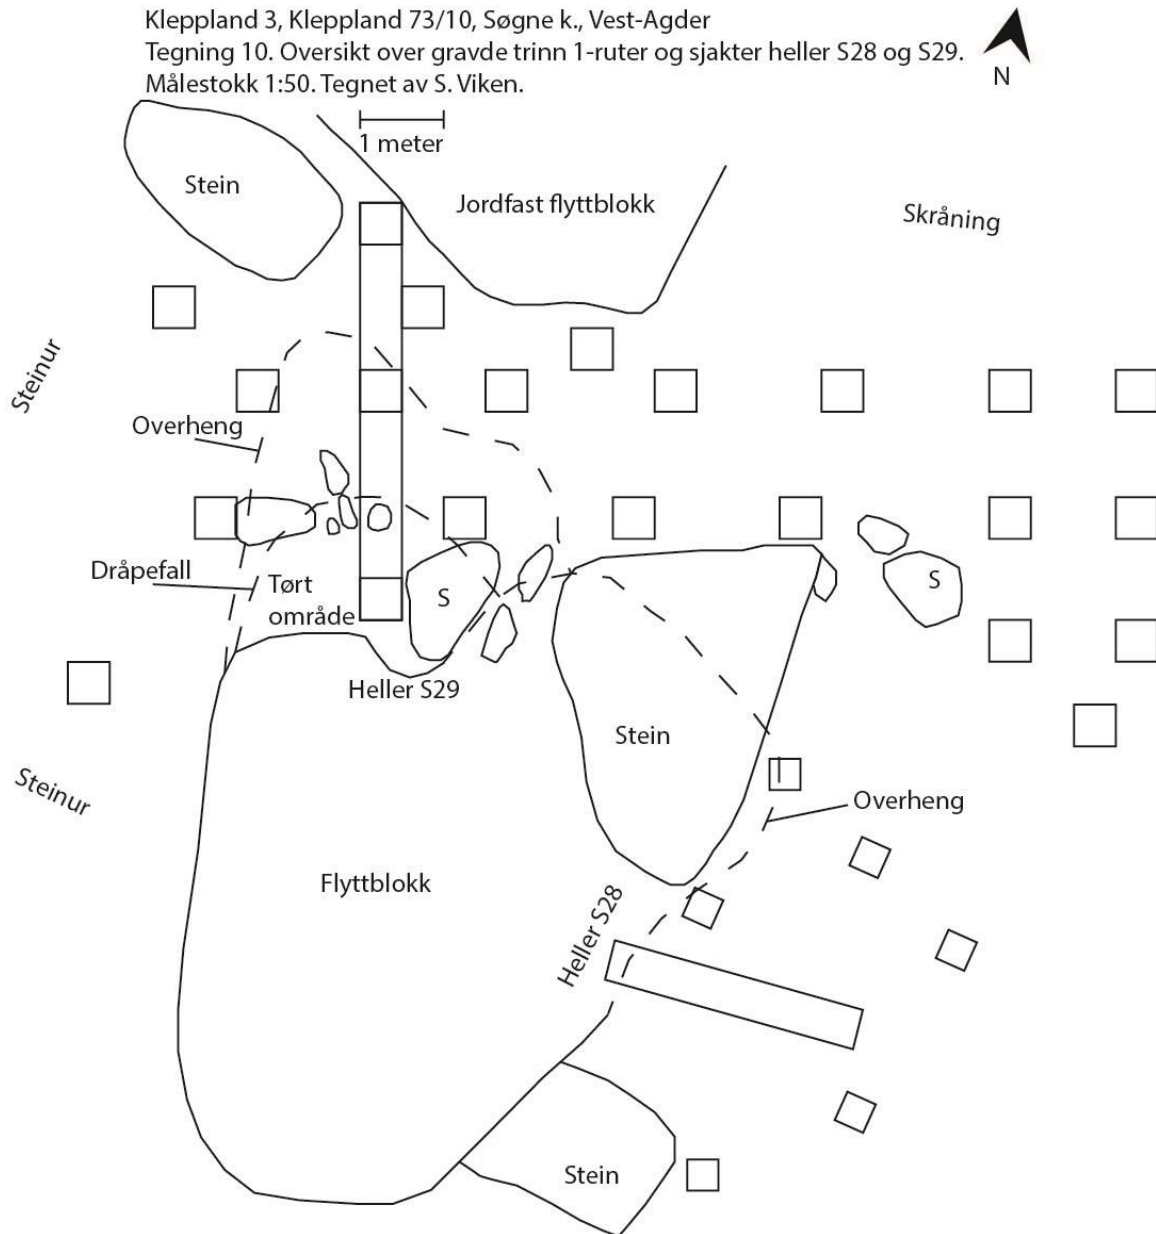 Kleppland 3, Kleppland 73/10, Søgne k., Vest-Agder
Tegning 10. Oversikt over gravde trinn 1-ruter og sjakter heller S28 og S29.
Målestokk 1:50. Tegnet av S. Viken.
N
1 meter
Stein
Jordfast flyttblokk
Skråning
Steinur
Overheng
Dråpefall
Tørt
område
S
S
Heller S29
Stein
Steinur
Overheng
Flyttblokk
Heller S28
Stein